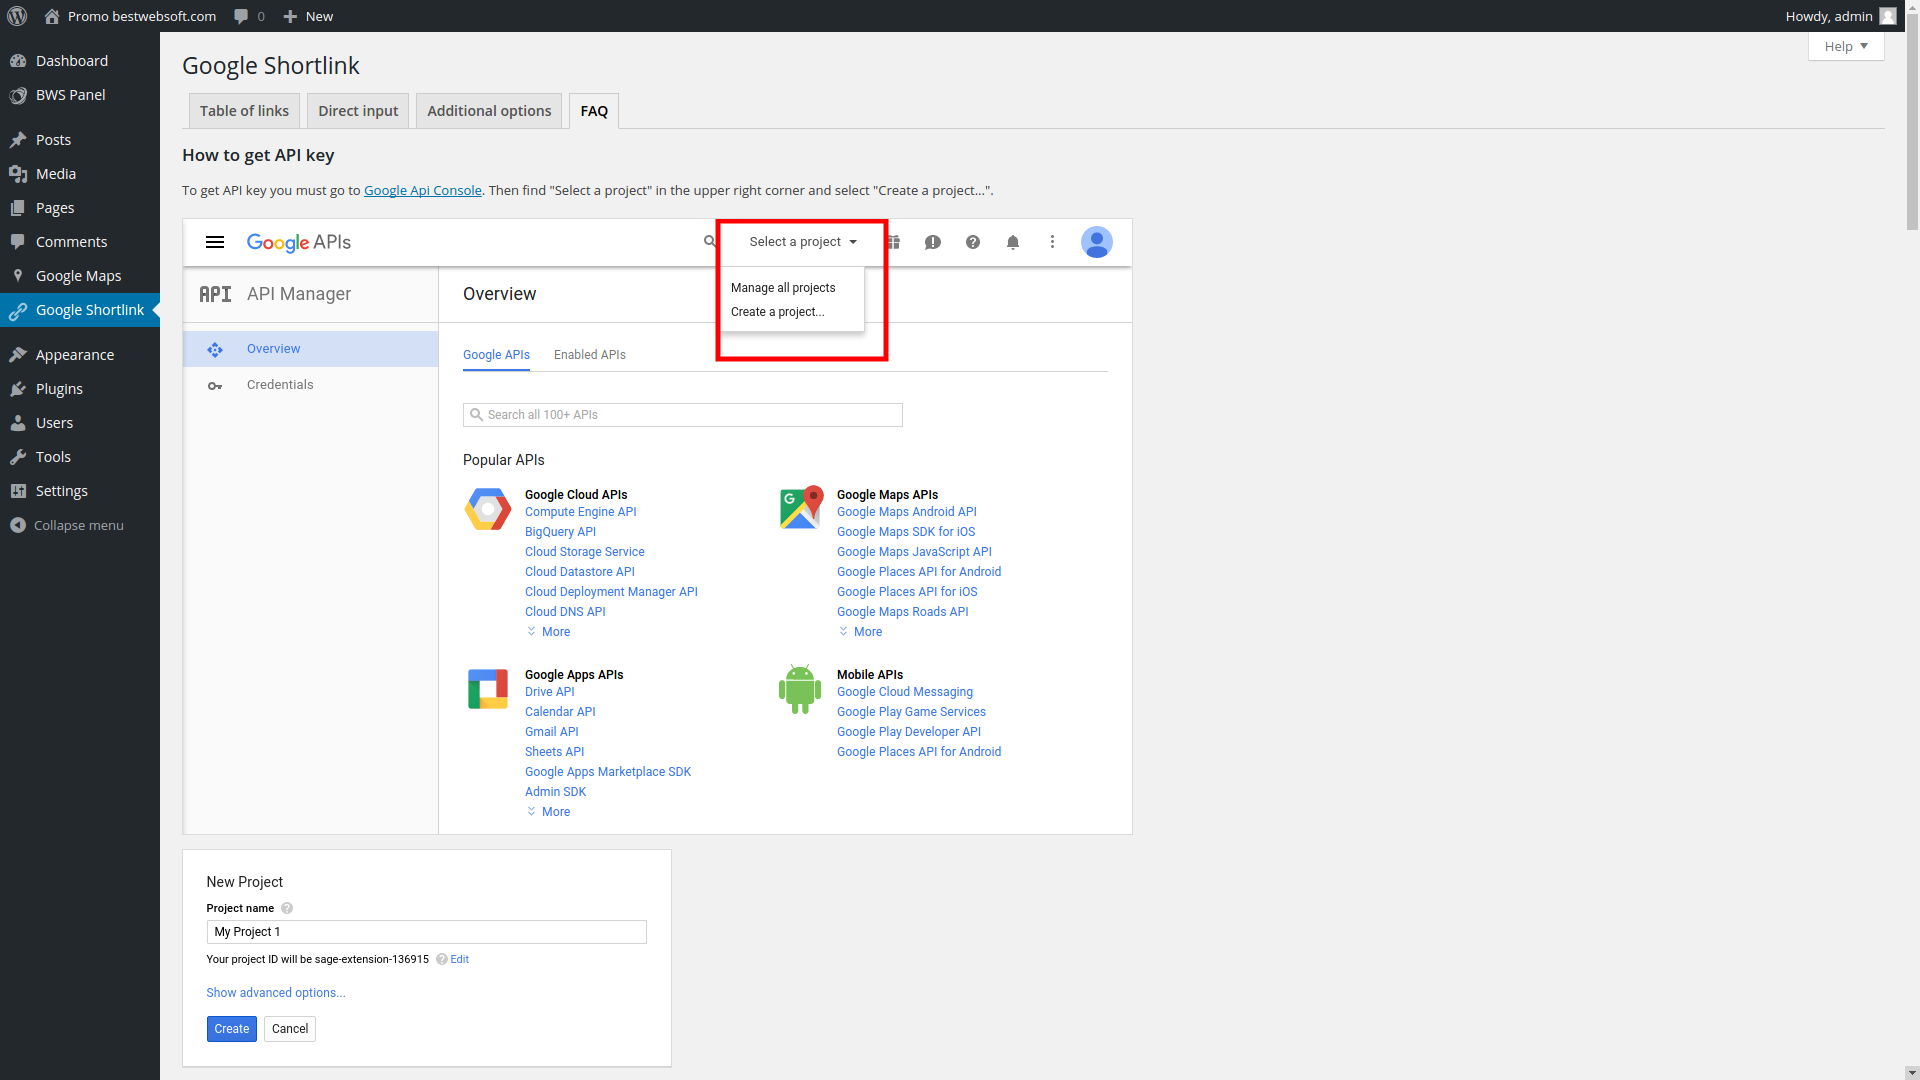 Promo bestwebsoft.com
0
New
Howdy, admin
Dashboard
BWS Panel
Posts
Media
Pages
Comments
Google Maps
Google Shortlink
Appearance
Plugins
Users
Tools
Settings
Collapse menu
Help
Google Shortlink
Table of links
Direct input
Additional options
FAQ
How to get API key
To get API key you must go to Google Api Console. Then find "Select a project" in the upper right corner and select "Create a project...".
Google APIs
Select a project
Manage all projects
Create a project...
API API Manager
Overview
Credentials
Overview
Google APIs
Enabled APIs
Search all 100+ APIs
Popular APIs
Google Cloud APIs
Compute Engine API
BigQuery API
Cloud Storage Service
Cloud Datastore API
Cloud Deployment Manager API
Cloud DNS API
More
G
Google Maps APIs
Google Maps Android API
Google Maps SDK for iOS
Google Maps JavaScript API
Google Places API for Android
Google Places API for iOS
Google Maps Roads API
More
Google Apps APIs
Drive API
Calendar API
Gmail API
Sheets API
Google Apps Marketplace SDK
Admin SDK
More
Mobile APIs
Google Cloud Messaging
Google Play Game Services
Google Play Developer API
Google Places API for Android
New Project
Project name
My Project 1
Your project ID will be sage-extension-136915 Edit
Show advanced options...
Create
Cancel